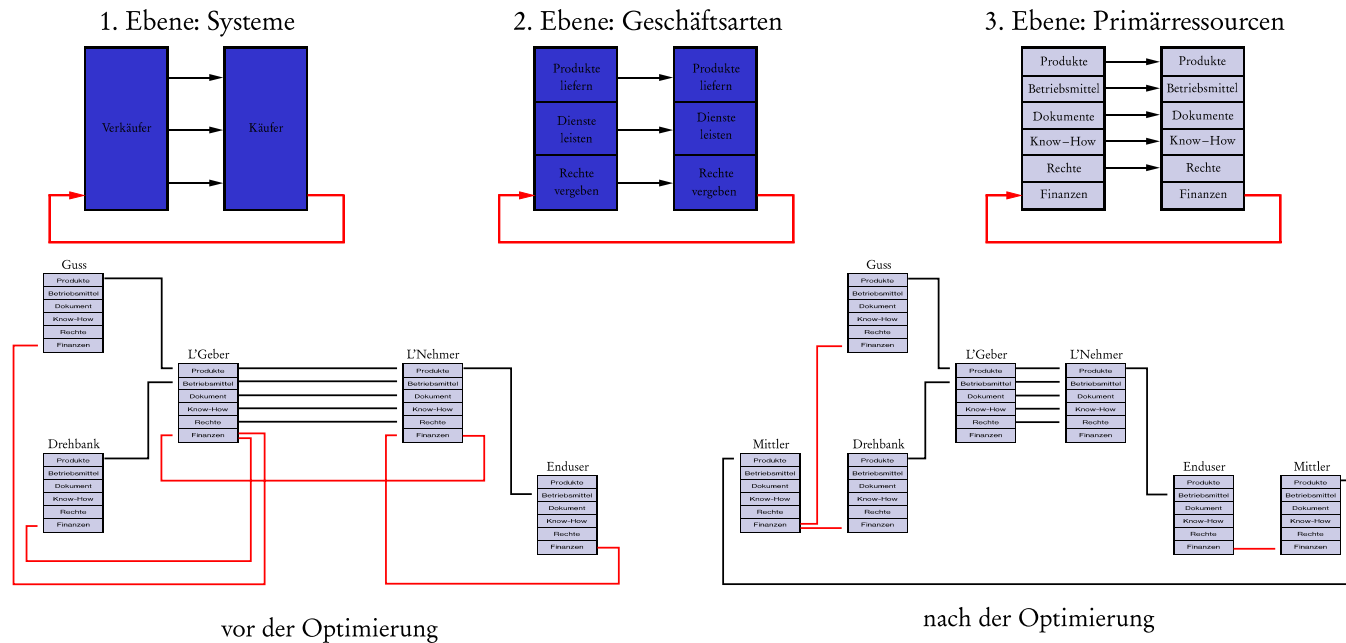 1. Ebene: Systeme
2. Ebene: Geschäftsarten
3. Ebene: Primärressourcen
Verkäufer
Käufer
Produkte
liefern
Dienste
leisten
Rechte
vergeben
Produkte
liefern
Dienste
leisten
Rechte
vergeben
Produkte
Betriebsmittel
Dokumente
Know–How
Rechte
Finanzen
Produkte
Betriebsmittel
Dokumente
Know–How
Rechte
Finanzen
Guss
Produkte
Betriebsmittel
Dokument
Know–How
Rechte
Finanzen
L'Geber
Produkte
Betriebsmittel
Dokument
Know–How
Rechte
Finanzen
L'Nehmer
Produkte
Betriebsmittel
Dokument
Know–How
Rechte
Finanzen
Drehbank
Produkte
Betriebsmittel
Dokument
Know–How
Rechte
Finanzen
Enduser
Produkte
Betriebsmittel
Dokument
Know–How
Rechte
Finanzen
vor der Optimierung
Guss
Produkte
Betriebsmittel
Dokument
Know–How
Rechte
Finanzen
L'Geber
Produkte
Betriebsmittel
Dokument
Know–How
Rechte
Finanzen
L'Nehmer
Produkte
Betriebsmittel
Dokument
Know–How
Rechte
Finanzen
Mittler
Produkte
Betriebsmittel
Dokument
Know–How
Rechte
Finanzen
Drehbank
Produkte
Betriebsmittel
Dokument
Know–How
Rechte
Finanzen
Enduser
Produkte
Betriebsmittel
Dokument
Know–How
Rechte
Finanzen
Mittler
Produkte
Betriebsmittel
Dokument
Know–How
Rechte
Finanzen
nach der Optimierung